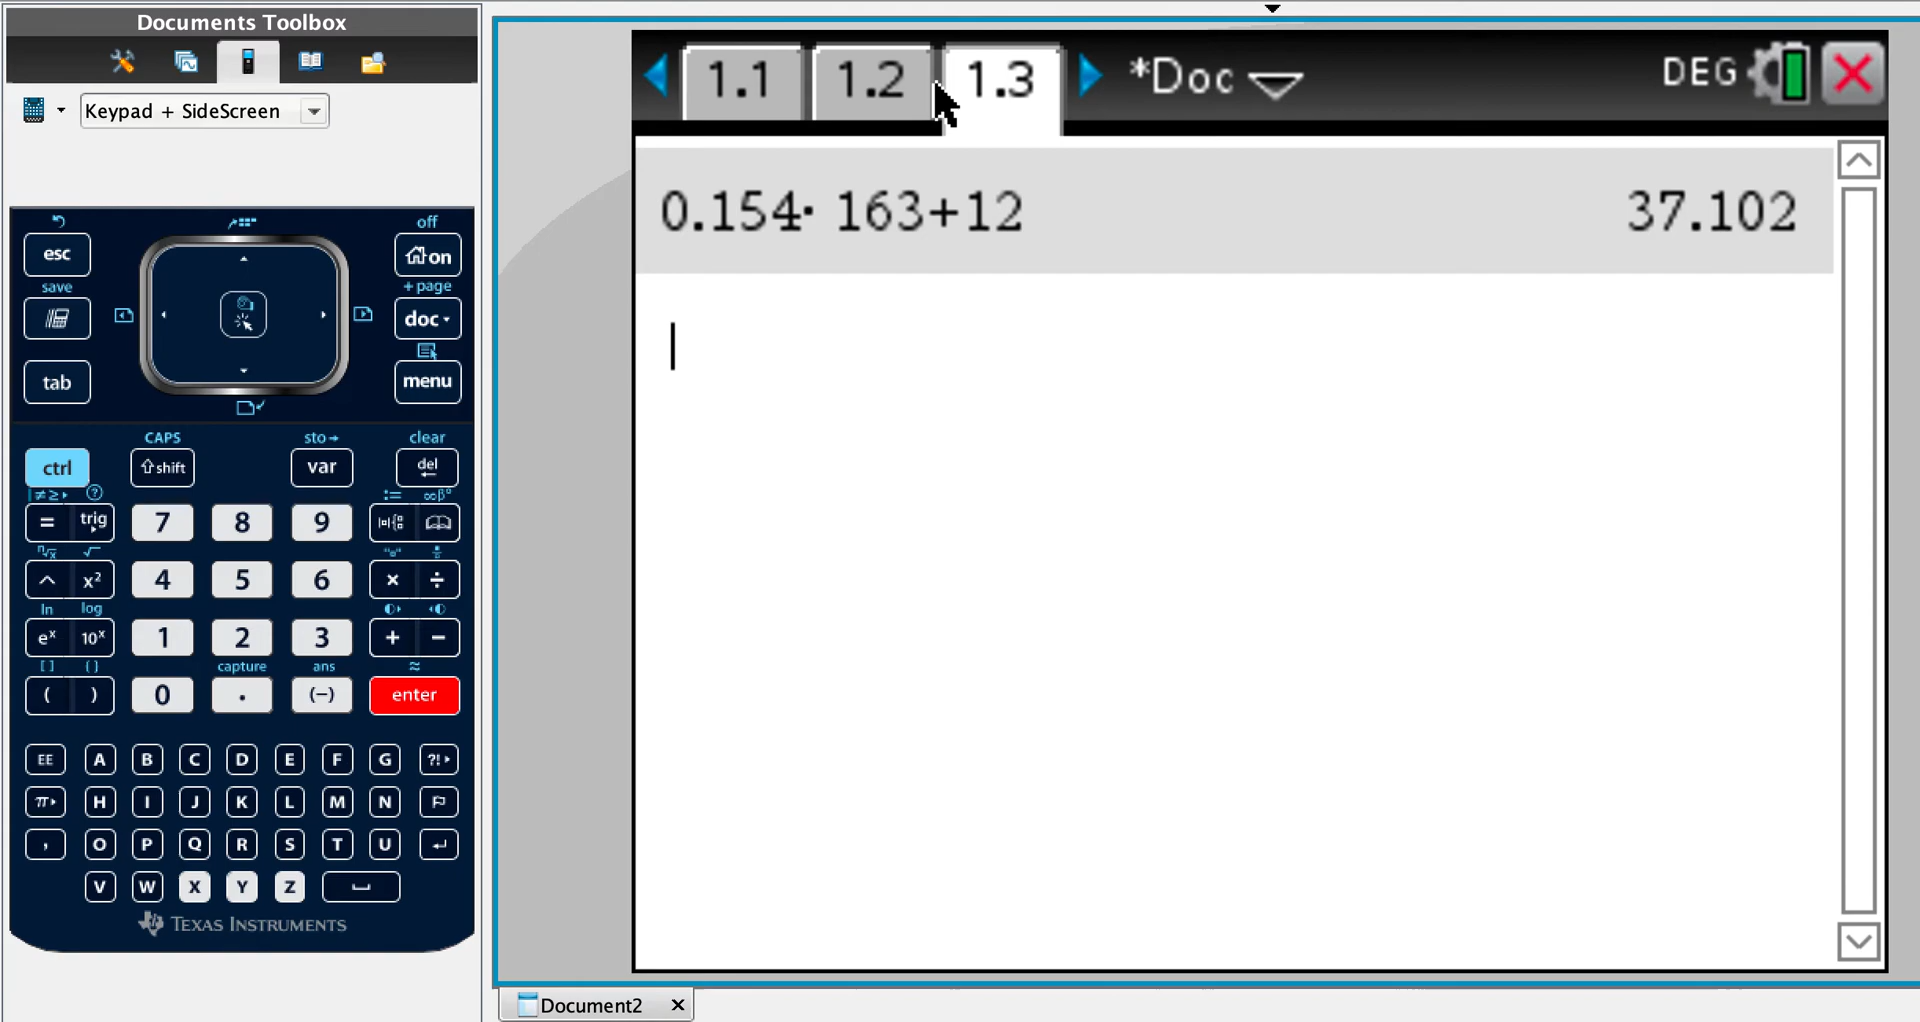 Documents Toolbox
Keypad + SideScreen
1.1 1.2 1.3 *Doc DEG
0.154· 163+12 37.102
off
esc on
save + page
doc
tab menu
CAPS sto→ clear
ctrl shift var del
= trig 7 8 9
^ x² 4 5 6 × ÷
ln log
eˣ 10ˣ 1 2 3 + −
[ ] { } capture ans ≈
( ) 0 . (−) enter
EE A B C D E F G ?!▸
π▸ H I J K L M N
, O P Q R S T U
V W X Y Z
TEXAS INSTRUMENTS
Document2